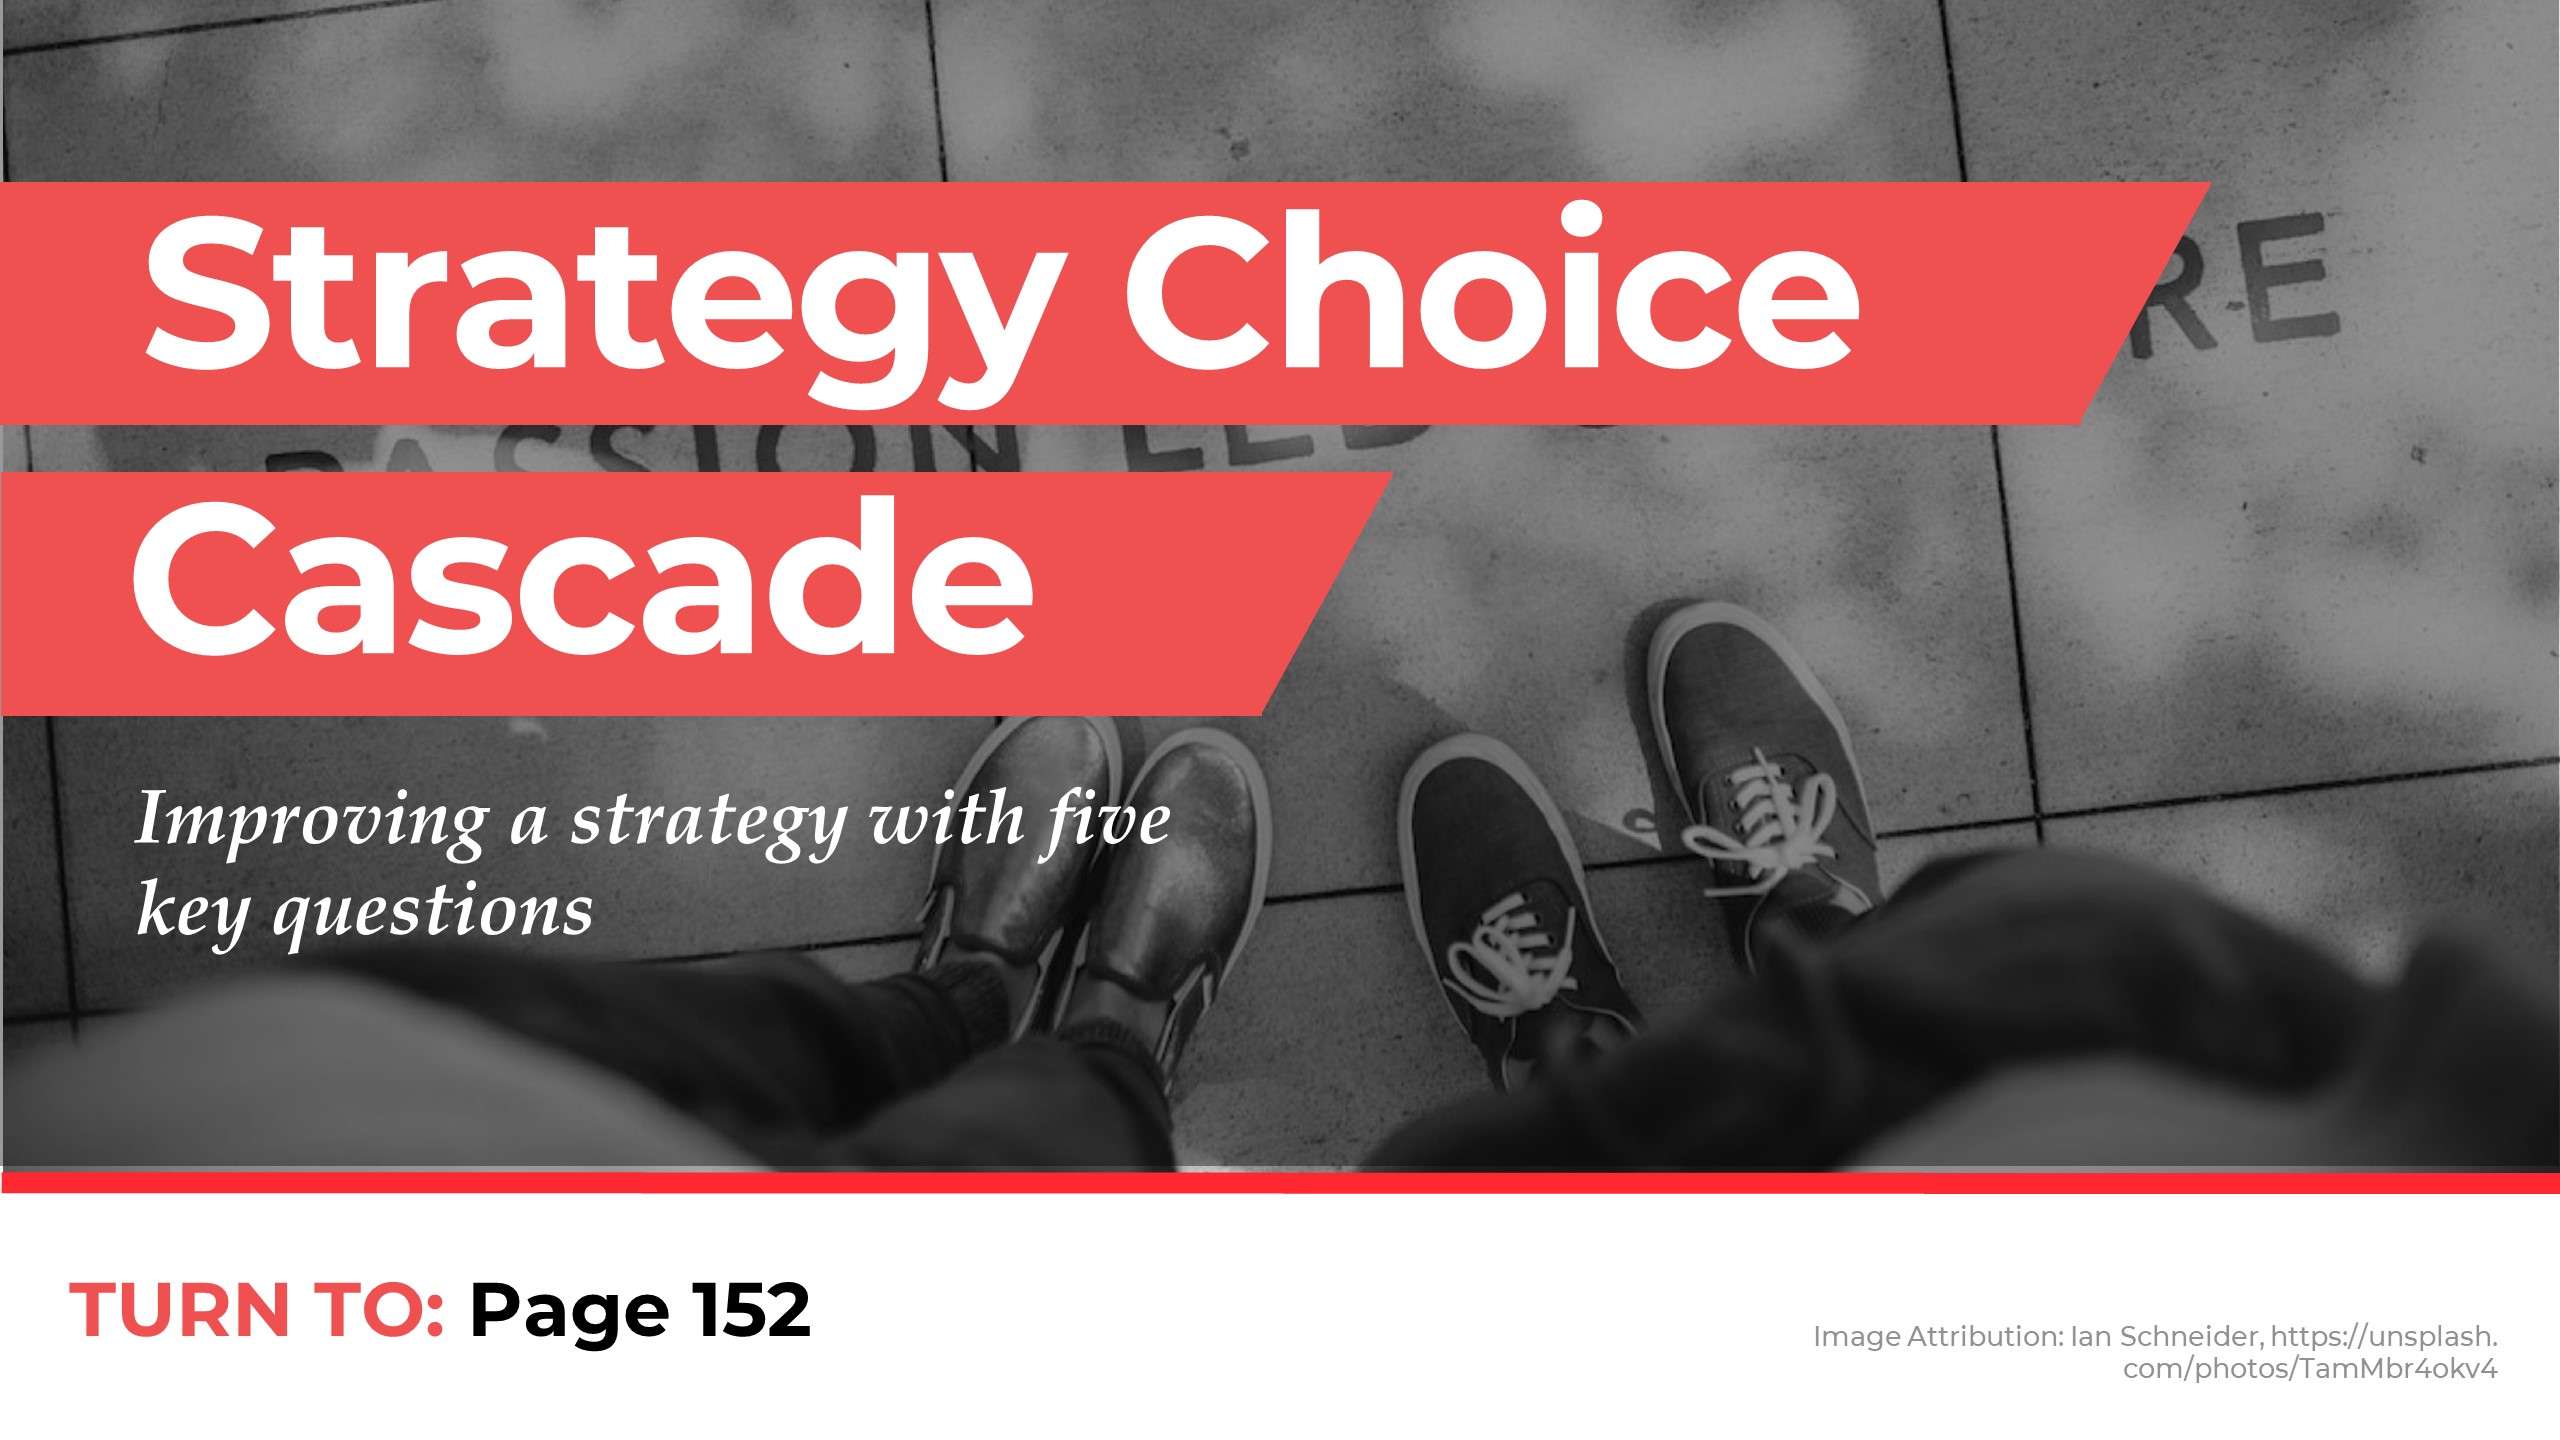 Strategy Choice
Cascade
Improving a strategy with five
key questions
TURN TO: Page 152
Image Attribution: Ian Schneider, https://unsplash.
com/photos/TamMbr4okv4